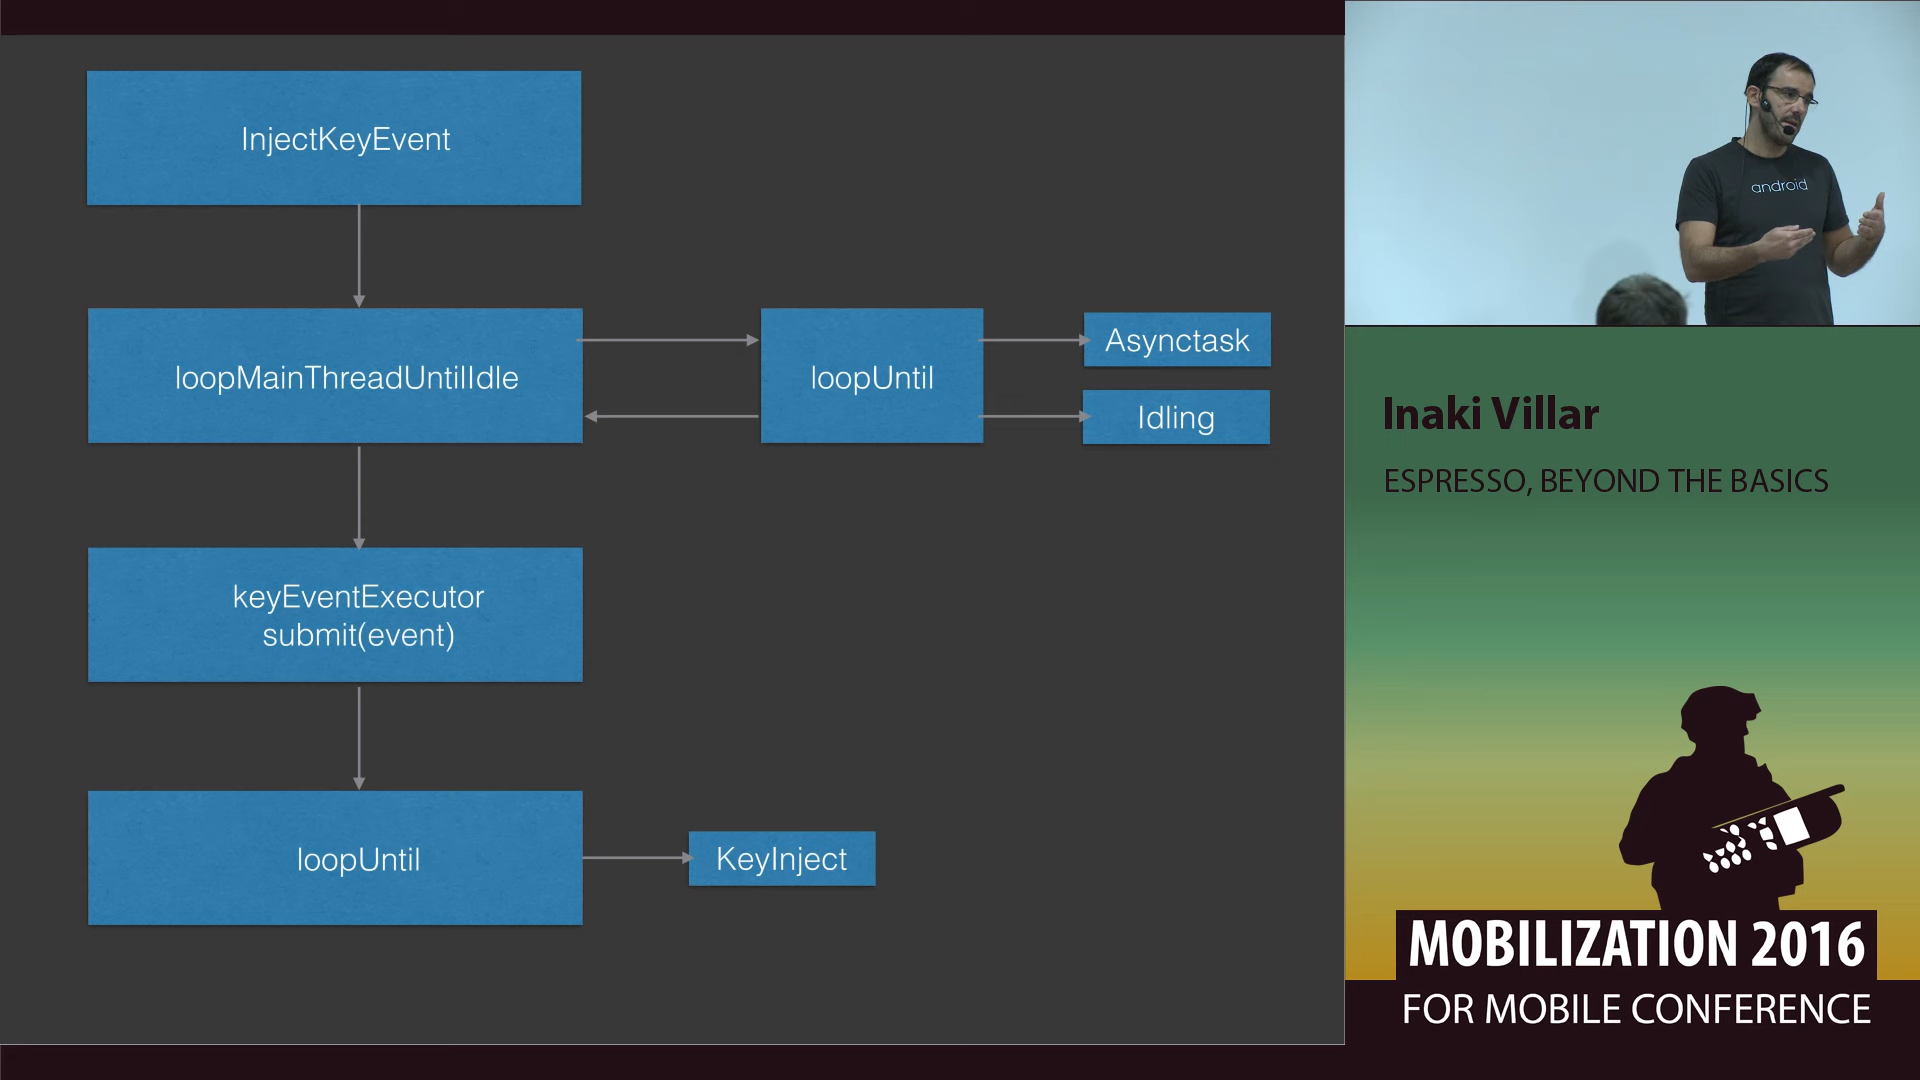 InjectKeyEvent
loopMainThreadUntilIdle
loopUntil
Asynctask
Idling
keyEventExecutor
submit(event)
loopUntil
KeyInject
android
Inaki Villar
ESPRESSO, BEYOND THE BASICS
MOBILIZATION 2016
FOR MOBILE CONFERENCE